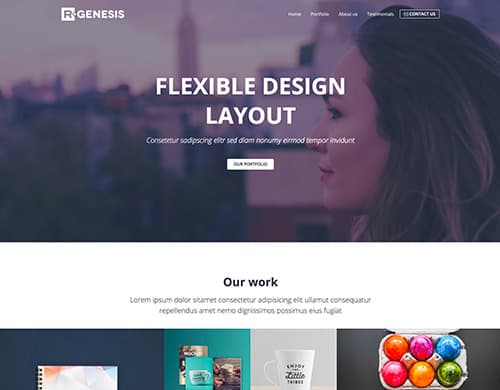 R GENESIS
Home Portfolio About us Testimonials CONTACT US
FLEXIBLE DESIGN
LAYOUT
Consetetur sadipscing elitr sed diam nonumy eirmod tempor invidunt
OUR PORTFOLIO
Our work
Lorem ipsum dolor sitamet consectetur adipisicing elit ullam consequatur
repellendus amet nemo dignissimos possimus eius fugiat
ENJOY
THE
Little
THINGS